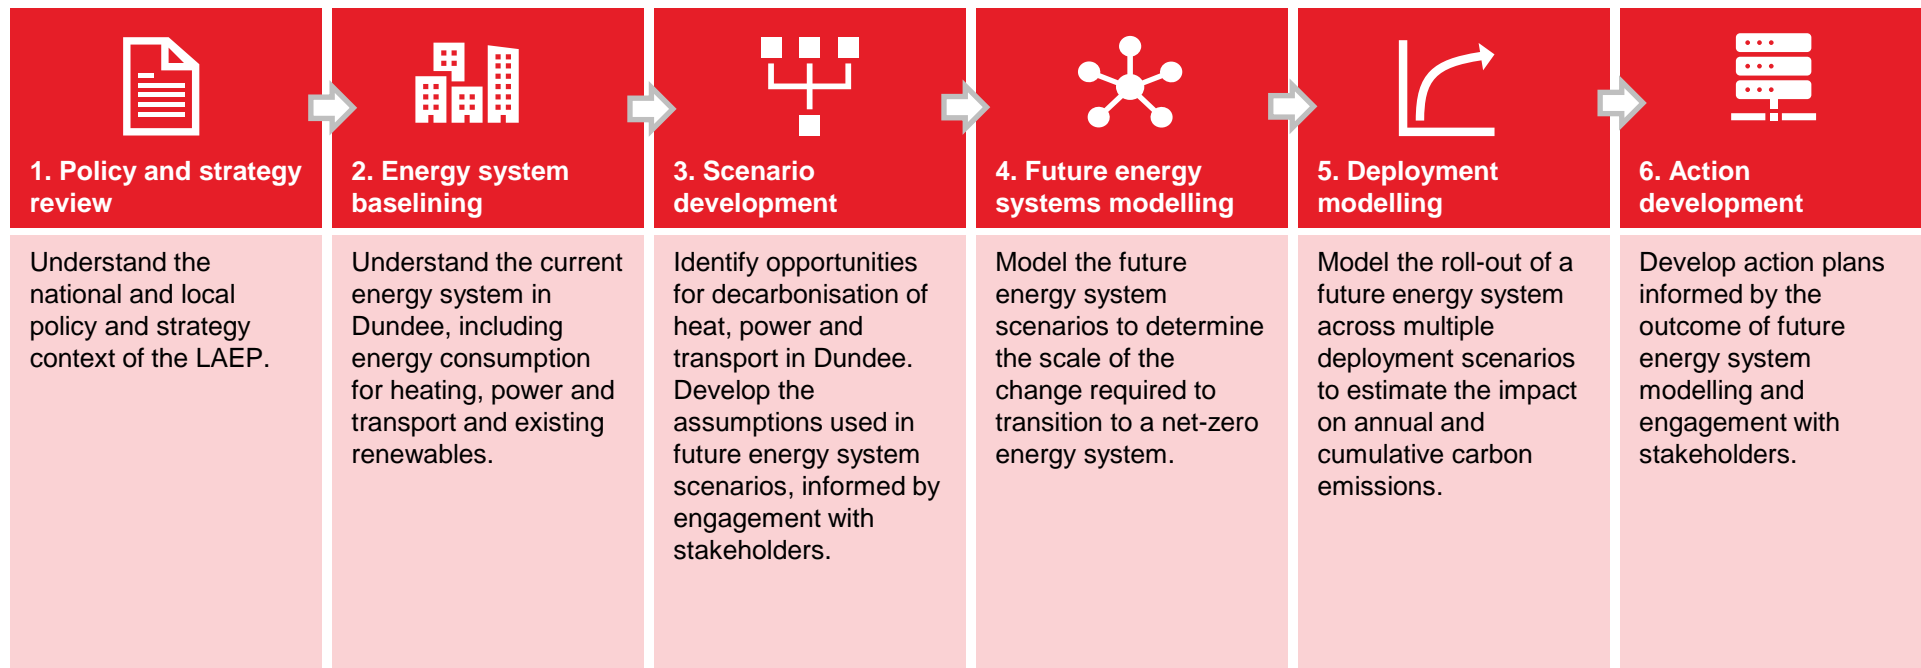 1. Policy and strategy
review
Understand the
national and local
policy and strategy
context of the LAEP.
2. Energy system
baselining
Understand the current
energy system in
Dundee, including
energy consumption
for heating, power and
transport and existing
renewables.
3. Scenario
development
Identify opportunities
for decarbonisation of
heat, power and
transport in Dundee.
Develop the
assumptions used in
future energy system
scenarios, informed by
engagement with
stakeholders.
4. Future energy
systems modelling
Model the future
energy system
scenarios to determine
the scale of the
change required to
transition to a net-zero
energy system.
5. Deployment
modelling
Model the roll-out of a
future energy system
across multiple
deployment scenarios
to estimate the impact
on annual and
cumulative carbon
emissions.
6. Action
development
Develop action plans
informed by the
outcome of future
energy system
modelling and
engagement with
stakeholders.